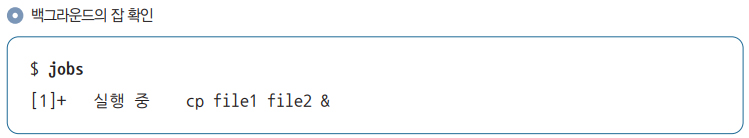 백그라운드의 잡 확인
$ jobs
[1]+ 실행 중 cp file1 file2 &